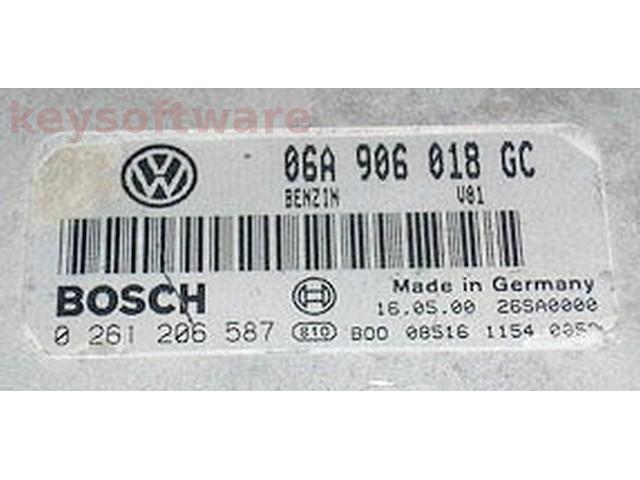 keysoftware
06A 906 018 GC
BENZIN V01
BOSCH Made in Germany
16.05.00 26SA0000
0 261 206 587 810 B00 08516 1154